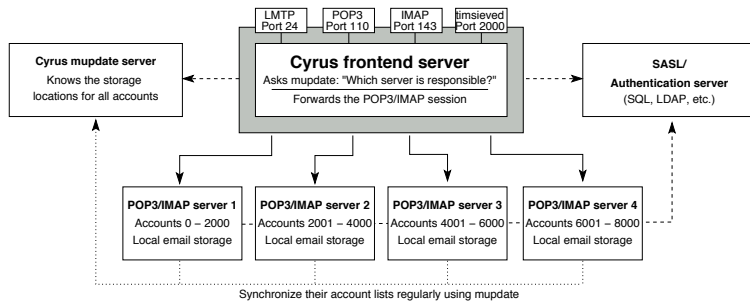 LMTP
Port 24
POP3
Port 110
IMAP
Port 143
timsieved
Port 2000
Cyrus mupdate server
Knows the storage
locations for all accounts
Cyrus frontend server
Asks mupdate: "Which server is responsible?"
Forwards the POP3/IMAP session
SASL/
Authentication server
(SQL, LDAP, etc.)
POP3/IMAP server 1
Accounts 0 – 2000
Local email storage
POP3/IMAP server 2
Accounts 2001 – 4000
Local email storage
POP3/IMAP server 3
Accounts 4001 – 6000
Local email storage
POP3/IMAP server 4
Accounts 6001 – 8000
Local email storage
Synchronize their account lists regularly using mupdate